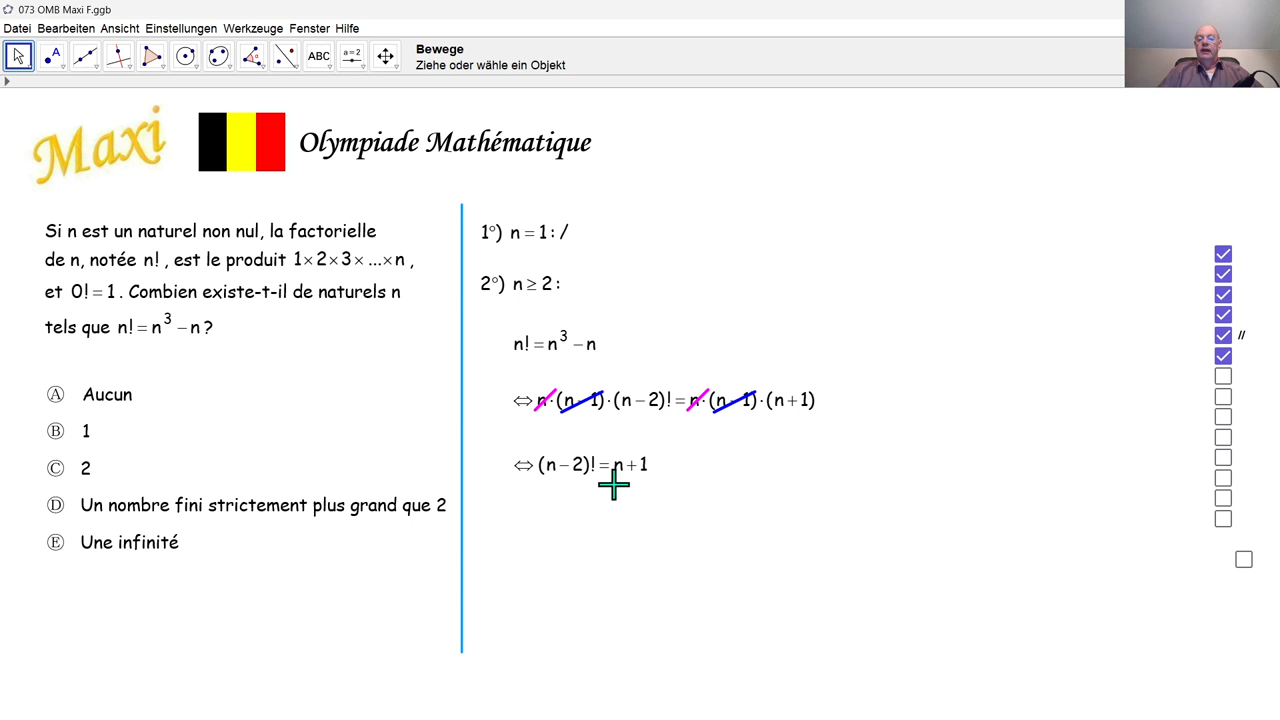 073 OMB Maxi F.ggb
Datei Bearbeiten Ansicht Einstellungen Werkzeuge Fenster Hilfe
A ABC a=2
Bewege
Ziehe oder wähle ein Objekt
Maxi
Olympiade Mathématique
Si n est un naturel non nul, la factorielle
de n, notée n! , est le produit 1×2×3×...×n ,
et 0! = 1 . Combien existe-t-il de naturels n
tels que n! = n³ − n ?
Ⓐ Aucun
Ⓑ 1
Ⓒ 2
Ⓓ Un nombre fini strictement plus grand que 2
Ⓔ Une infinité
1°) n = 1 : /
2°) n ≥ 2 :
n! = n³ − n
⇔ n·(n−1)·(n−2)! = n·(n−1)·(n+1)
⇔ (n−2)! = n+1
//